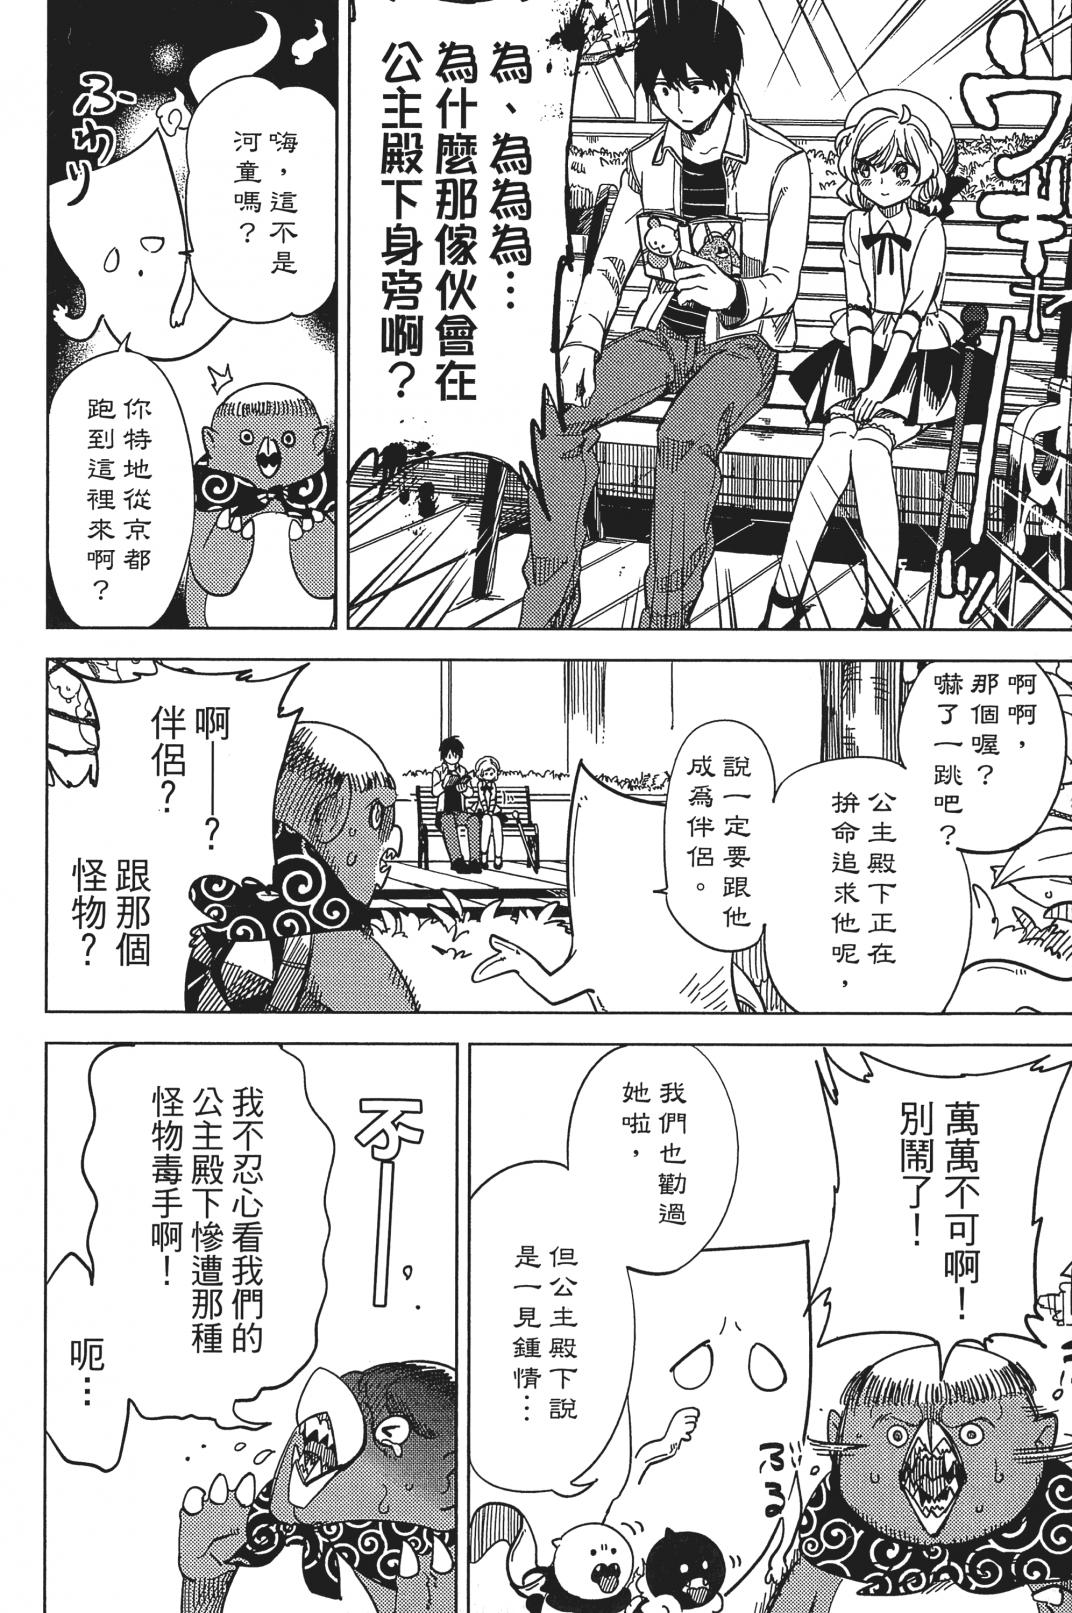 為、為為為…
為什麼那傢伙會在
公主殿下身旁啊？
嗨，這不是
河童嗎？
ふわり
你特地從京都
跑到這裡來啊？
啊啊，
那個喔？
嚇了一跳吧？
公主殿下正在
拚命追求他呢，
說一定要跟他
成為伴侶。
啊——？
伴侶？
跟那個
怪物？
萬萬不可啊！
別鬧了！
我們也勸過
她啦，
但公主殿下說
是一見鍾情…
ふるふる
不——！
我不忍心看我們的
公主殿下慘遭那種
怪物毒手啊！
呃…